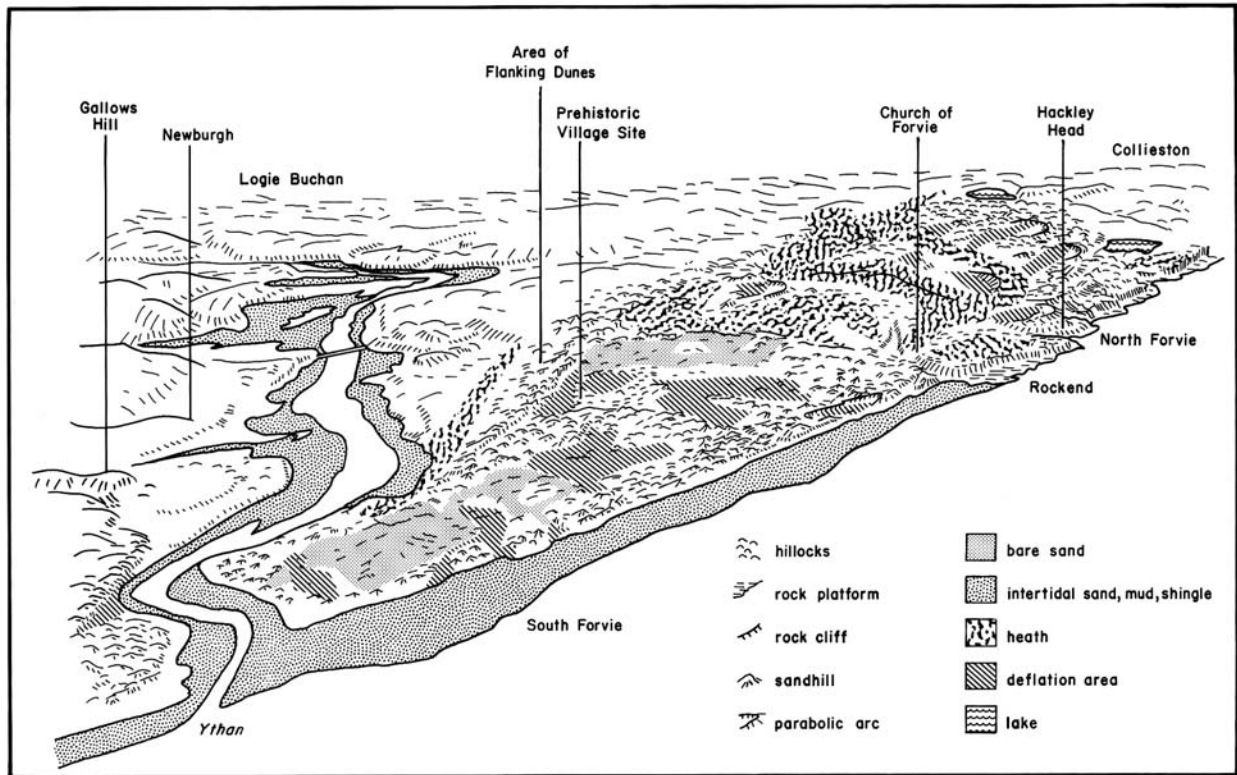 Area of
Flanking Dunes
Gallows
Hill
Newburgh
Prehistoric
Village Site
Church of
Forvie
Hackley
Head
Collieston
Logie Buchan
North Forvie
Rockend
South Forvie
Ythan
hillocks
rock platform
rock cliff
sandhill
parabolic arc
bare sand
intertidal sand, mud, shingle
heath
deflation area
lake